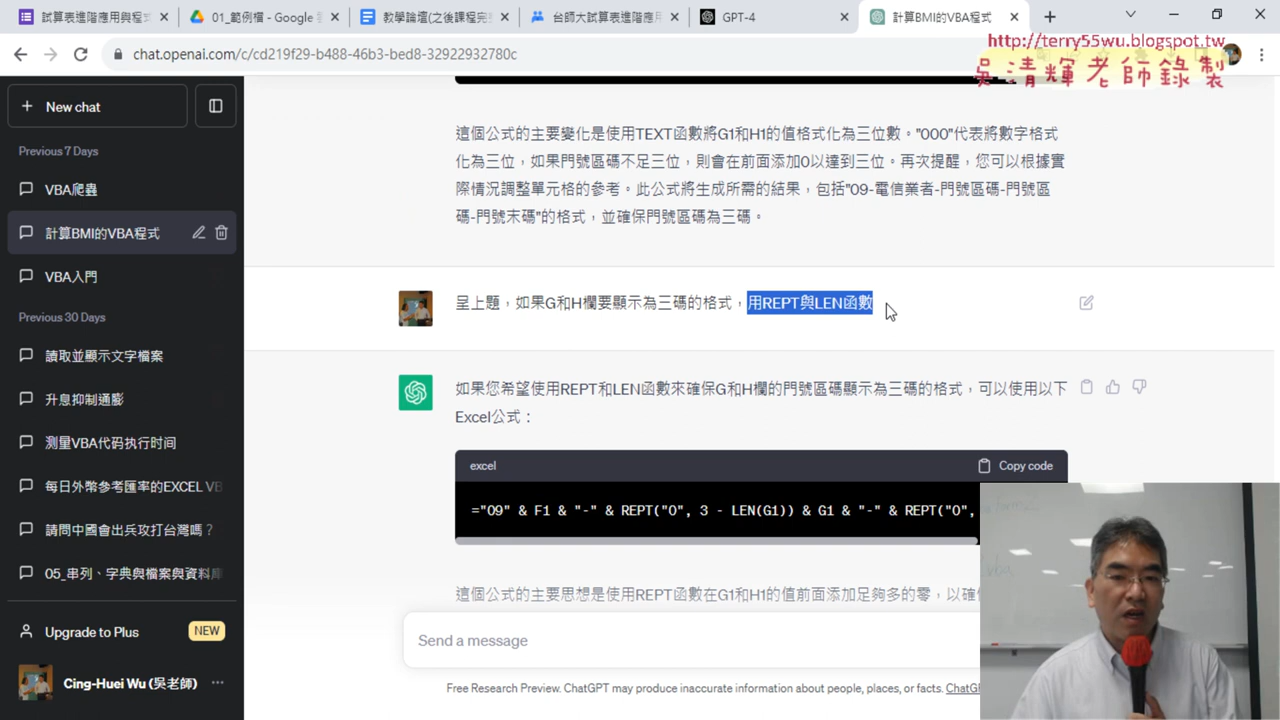 試算表進階應用與程式
01_範例檔 - Google
教學論壇(之後課程完
台師大試算表進階應用
GPT-4
計算BMI的VBA程式
chat.openai.com/c/cd219f29-b488-46b3-bed8-32922932780c
http://terry55wu.blogspot.tw
吳清輝老師錄製
New chat
Previous 7 Days
VBA爬蟲
計算BMI的VBA程式
VBA入門
Previous 30 Days
讀取並顯示文字檔案
升息抑制通膨
測量VBA代码执行时间
每日外幣參考匯率的EXCEL VB
請問中國會出兵攻打台灣嗎？
05_串列、字典與檔案與資料庫
Upgrade to Plus
NEW
Cing-Huei Wu (吳老師)
這個公式的主要變化是使用TEXT函數將G1和H1的值格式化為三位數。"000"代表將數字格式
化為三位，如果門號區碼不足三位，則會在前面添加0以達到三位。再次提醒，您可以根據實
際情況調整單元格的參考。此公式將生成所需的結果，包括"09-電信業者-門號區碼-門號區
碼-門號末碼"的格式，並確保門號區碼為三碼。
呈上題，如果G和H欄要顯示為三碼的格式，用REPT與LEN函數
如果您希望使用REPT和LEN函數來確保G和H欄的門號區碼顯示為三碼的格式，可以使用以下
Excel公式：
excel
Copy code
="09" & F1 & "-" & REPT("0", 3 - LEN(G1)) & G1 & "-" & REPT("0",
這個公式的主要思想是使用REPT函數在G1和H1的值前面添加足夠多的零，以確
Send a message
Free Research Preview. ChatGPT may produce inaccurate information about people, places, or facts. ChatG